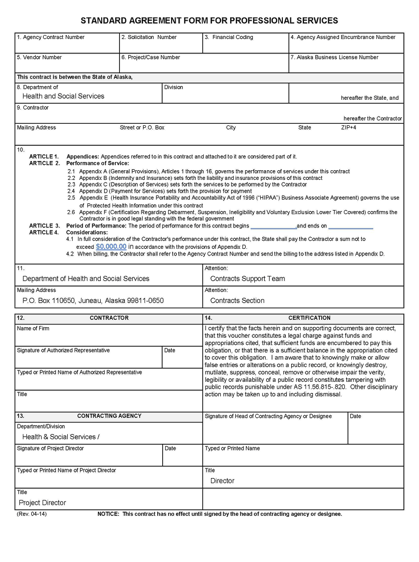 STANDARD AGREEMENT FORM FOR PROFESSIONAL SERVICES
1. Agency Contract Number 2. Solicitation Number 3. Financial Coding 4. Agency Assigned Encumbrance Number
5. Vendor Number 6. Project/Case Number 7. Alaska Business License Number
This contract is between the State of Alaska,
8. Department of Division
Health and Social Services hereafter the State, and
9. Contractor
hereafter the Contractor
Mailing Address Street or P.O. Box City State ZIP+4
10.
ARTICLE 1. Appendices: Appendices referred to in this contract and attached to it are considered part of it.
ARTICLE 2. Performance of Service:
2.1 Appendix A (General Provisions), Articles 1 through 16, governs the performance of services under this contract
2.2 Appendix B (Indemnity and Insurance) sets forth the liability and insurance provisions of this contract
2.3 Appendix C (Description of Services) sets forth the services to be performed by the Contractor
2.4 Appendix D (Payment for Services) sets forth the provision for payment
2.5 Appendix E (Health Insurance Portability and Accountability Act of 1996 ("HIPAA") Business Associate Agreement) governs the use
of Protected Health Information under this contract
2.6 Appendix F (Certification Regarding Debarment, Suspension, Ineligibility and Voluntary Exclusion Lower Tier Covered) confirms the
Contractor is in good legal standing with the federal government
ARTICLE 3. Period of Performance: The period of performance for this contract begins and ends on
ARTICLE 4. Considerations:
4.1 In full consideration of the Contractor's performance under this contract, the State shall pay the Contractor a sum not to
exceed $0,000.00 in accordance with the provisions of Appendix D.
4.2 When billing, the Contractor shall refer to the Agency Contract Number and send the billing to the address listed in Appendix D.
11. Attention:
Department of Health and Social Services Contracts Support Team
Mailing Address Attention:
P.O. Box 110650, Juneau, Alaska 99811-0650 Contracts Section
12. CONTRACTOR
Name of Firm
Signature of Authorized Representative Date
Typed or Printed Name of Authorized Representative
Title
14. CERTIFICATION
I certify that the facts herein and on supporting documents are correct,
that this voucher constitutes a legal charge against funds and
appropriations cited, that sufficient funds are encumbered to pay this
obligation, or that there is a sufficient balance in the appropriation cited
to cover this obligation. I am aware that to knowingly make or allow
false entries or alterations on a public record, or knowingly destroy,
mutilate, suppress, conceal, remove or otherwise impair the verity,
legibility or availability of a public record constitutes tampering with
public records punishable under AS 11.56.815-.820. Other disciplinary
action may be taken up to and including dismissal.
13. CONTRACTING AGENCY
Department/Division
Health & Social Services /
Signature of Head of Contracting Agency or Designee Date
Signature of Project Director Date Typed or Printed Name
Typed or Printed Name of Project Director Title
Director
Title
Project Director
(Rev. 04-14) NOTICE: This contract has no effect until signed by the head of contracting agency or designee.